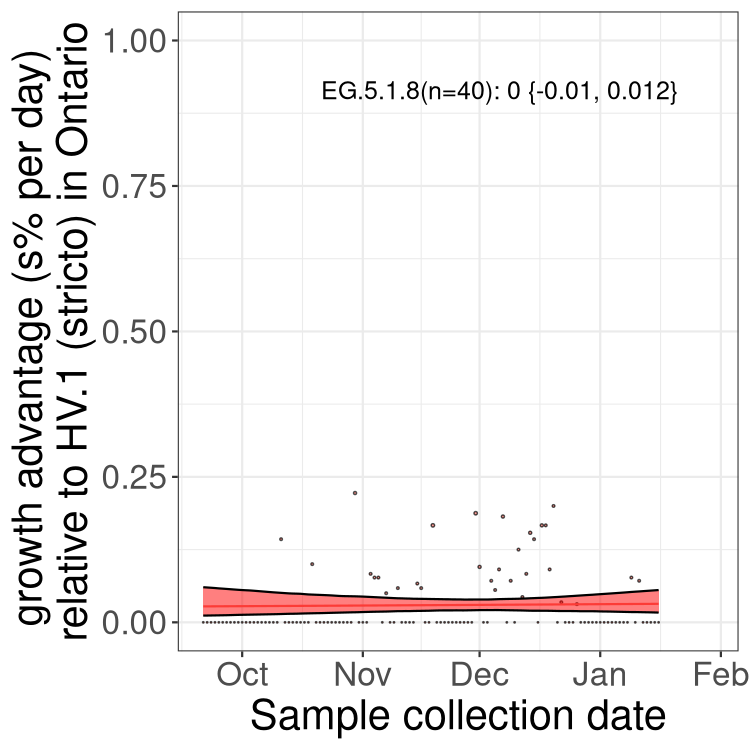 growth advantage (s% per day)
relative to HV.1 (stricto) in Ontario
1.00
0.75
0.50
0.25
0.00
EG.5.1.8(n=40): 0 {-0.01, 0.012}
Oct Nov Dec Jan Feb
Sample collection date